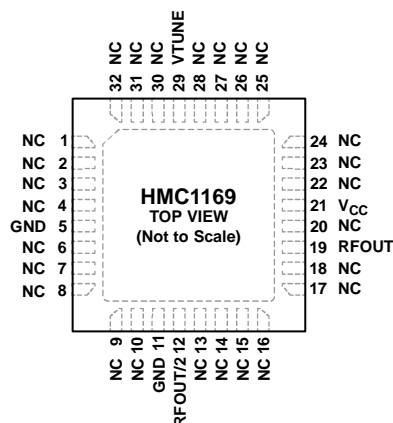 32 NC
31 NC
30 NC
29 VTUNE
28 NC
27 NC
26 NC
25 NC
NC 1
NC 2
NC 3
NC 4
GND 5
NC 6
NC 7
NC 8
HMC1169
TOP VIEW
(Not to Scale)
24 NC
23 NC
22 NC
21 VCC
20 NC
19 RFOUT
18 NC
17 NC
NC 9
NC 10
GND 11
RFOUT/2 12
NC 13
NC 14
NC 15
NC 16